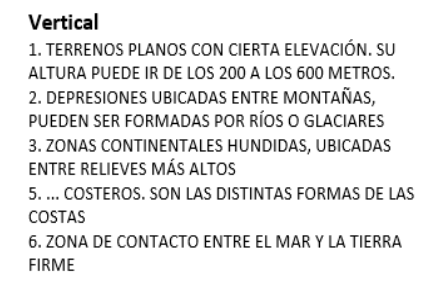 Vertical
1. TERRENOS PLANOS CON CIERTA ELEVACIÓN. SU
ALTURA PUEDE IR DE LOS 200 A LOS 600 METROS.
2. DEPRESIONES UBICADAS ENTRE MONTAÑAS,
PUEDEN SER FORMADAS POR RÍOS O GLACIARES
3. ZONAS CONTINENTALES HUNDIDAS, UBICADAS
ENTRE RELIEVES MÁS ALTOS
5. ... COSTEROS. SON LAS DISTINTAS FORMAS DE LAS
COSTAS
6. ZONA DE CONTACTO ENTRE EL MAR Y LA TIERRA
FIRME